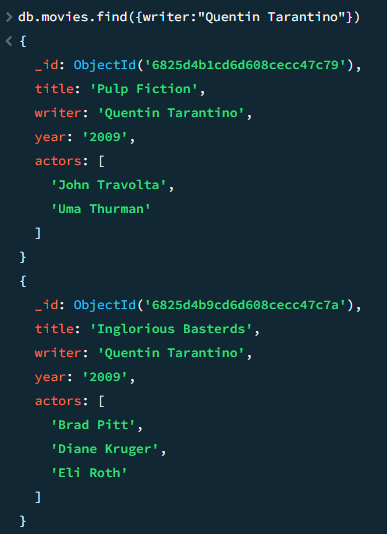 > db.movies.find({writer:"Quentin Tarantino"})
< {
_id: ObjectId('6825d4b1cd6d608cecc47c79'),
title: 'Pulp Fiction',
writer: 'Quentin Tarantino',
year: '2009',
actors: [
'John Travolta',
'Uma Thurman'
]
}
{
_id: ObjectId('6825d4b9cd6d608cecc47c7a'),
title: 'Inglorious Basterds',
writer: 'Quentin Tarantino',
year: '2009',
actors: [
'Brad Pitt',
'Diane Kruger',
'Eli Roth'
]
}